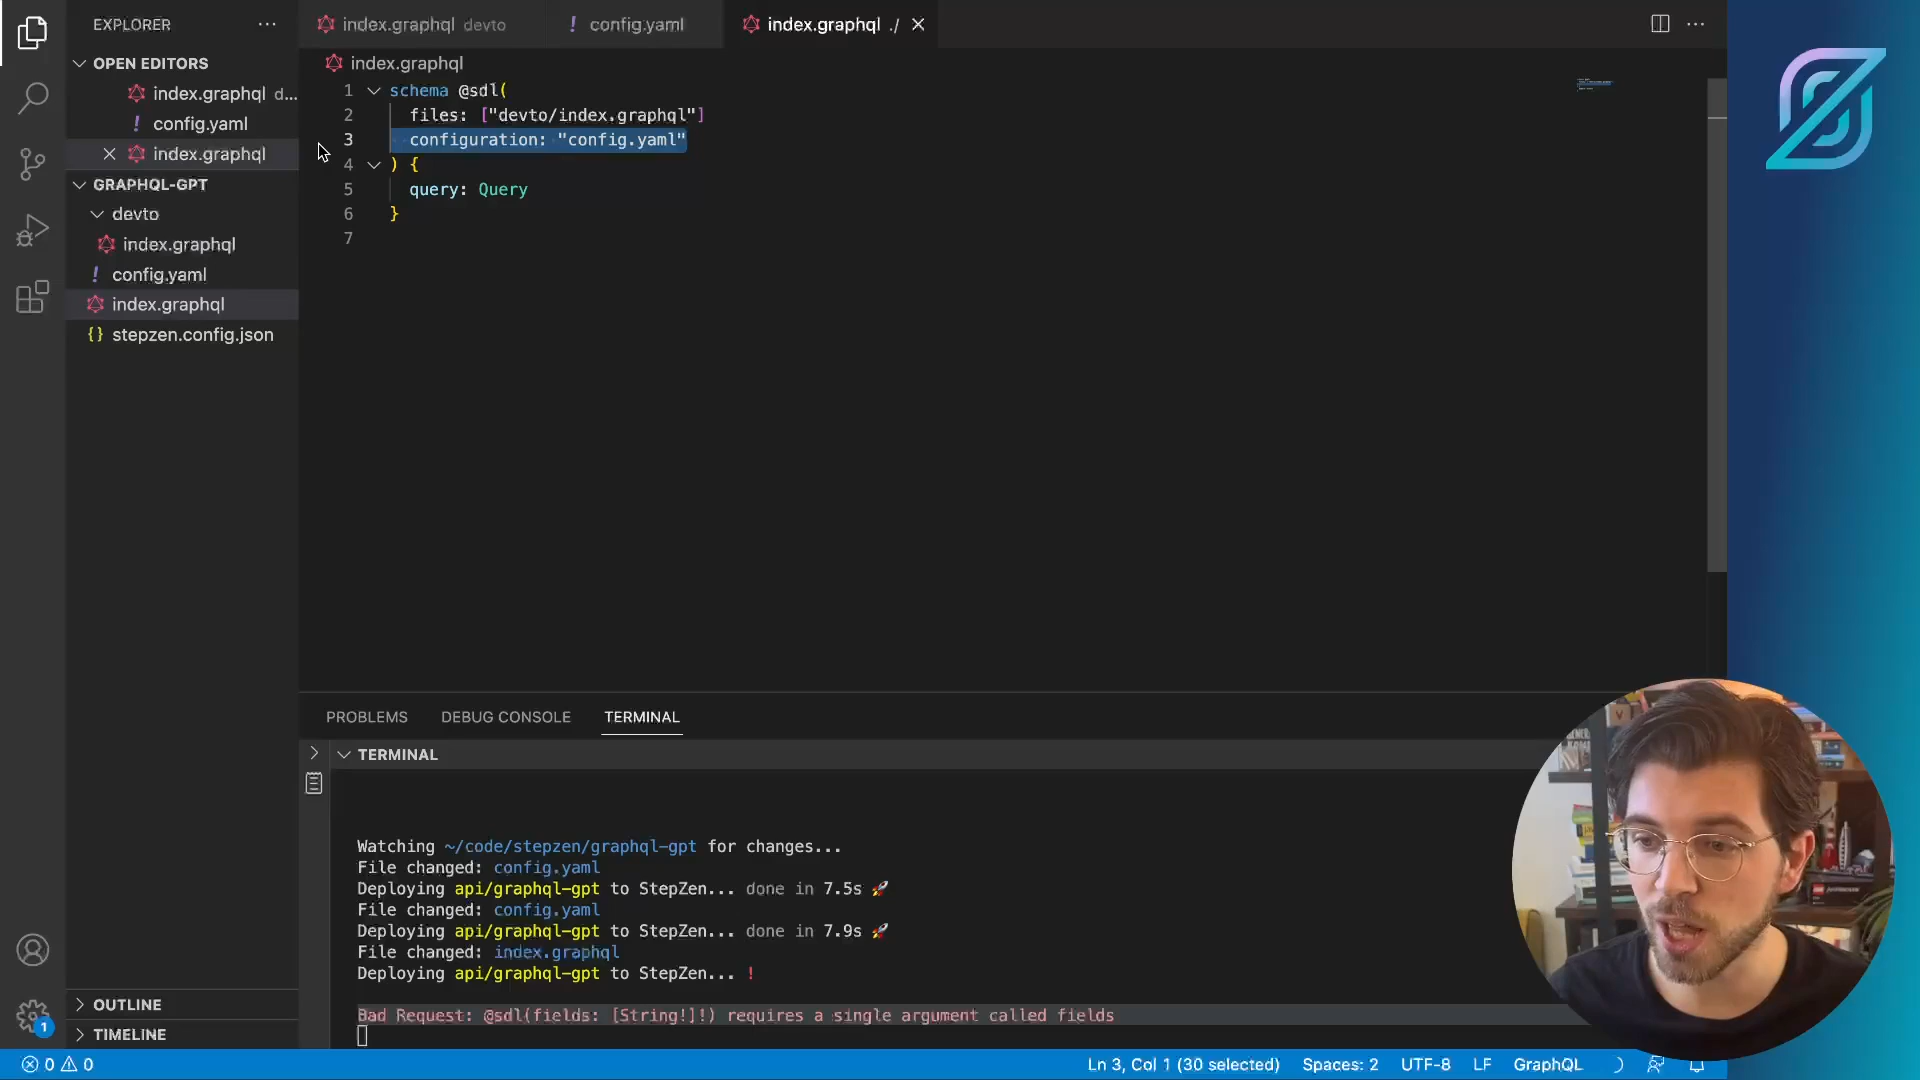 EXPLORER
OPEN EDITORS
index.graphql d...
config.yaml
index.graphql
GRAPHQL-GPT
devto
index.graphql
config.yaml
index.graphql
stepzen.config.json
OUTLINE
TIMELINE
index.graphql devto
config.yaml
index.graphql ./
index.graphql
1 schema @sdl(
2 files: ["devto/index.graphql"]
3 configuration: "config.yaml"
4 ) {
5 query: Query
6 }
7
PROBLEMS DEBUG CONSOLE TERMINAL
TERMINAL
Watching ~/code/stepzen/graphql-gpt for changes...
File changed: config.yaml
Deploying api/graphql-gpt to StepZen... done in 7.5s 🚀
File changed: config.yaml
Deploying api/graphql-gpt to StepZen... done in 7.9s 🚀
File changed: index.graphql
Deploying api/graphql-gpt to StepZen... !
Bad Request: @sdl(fields: [String!]!) requires a single argument called fields
1
0 0
Ln 3, Col 1 (30 selected) Spaces: 2 UTF-8 LF GraphQL